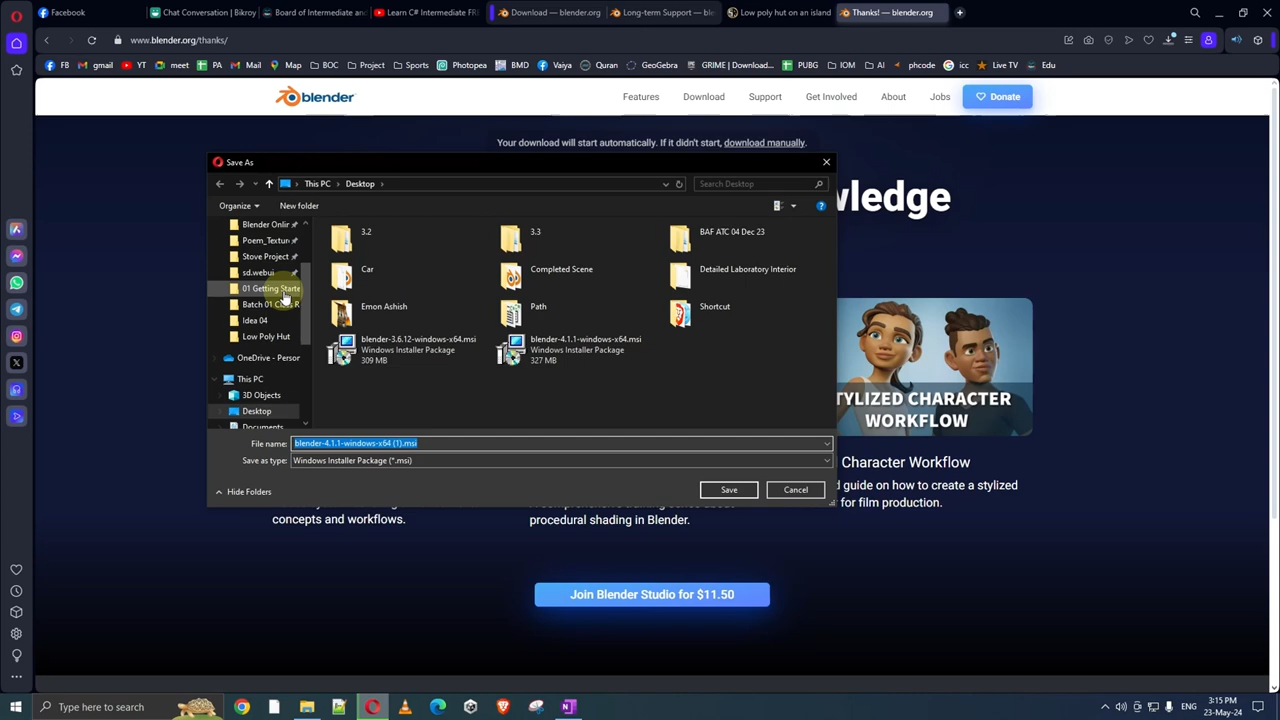 Facebook
Chat Conversation | Bikroy
Board of Intermediate and
Learn C# Intermediate FR
Download — blender.org
Long-term Support — ble
Low poly hut on an island
Thanks! — blender.org
www.blender.org/thanks/
FB
gmail
YT
meet
PA
Mail
Map
BOC
Project
Sports
Photopea
BMD
Vaiya
Quran
GeoGebra
GRIME | Download...
PUBG
IOM
AI
phcode
icc
Live TV
Edu
blender
Features
Download
Support
Get Involved
About
Jobs
Donate
Your download will start automatically. If it didn't start, download manually.
wledge
Save As
This PC
Desktop
Search Desktop
Organize
New folder
Blender Onlir
Poem_Texture
Stove Project
sd.webui
01 Getting Starte
Batch 01 Class R
Idea 04
Low Poly Hut
OneDrive - Person
This PC
3D Objects
Desktop
Documents
3.2
3.3
BAF ATC 04 Dec 23
Car
Completed Scene
Detailed Laboratory Interior
Emon Ashish
Path
Shortcut
blender-3.6.12-windows-x64.msi
Windows Installer Package
309 MB
blender-4.1.1-windows-x64.msi
Windows Installer Package
327 MB
File name:
blender-4.1.1-windows-x64 (1).msi
Save as type:
Windows Installer Package (*.msi)
Hide Folders
Save
Cancel
TYLIZED CHARACTER
WORKFLOW
Character Workflow
d guide on how to create a stylized
for film production.
concepts and workflows.
procedural shading in Blender.
Join Blender Studio for $11.50
Type here to search
ENG
3:15 PM
23-May-24